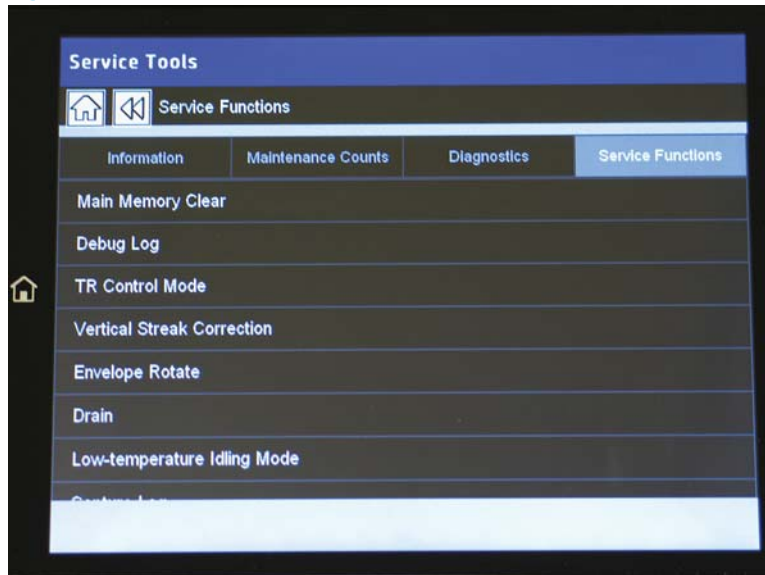 Service Tools
Service Functions
Information Maintenance Counts Diagnostics Service Functions
Main Memory Clear
Debug Log
TR Control Mode
Vertical Streak Correction
Envelope Rotate
Drain
Low-temperature Idling Mode